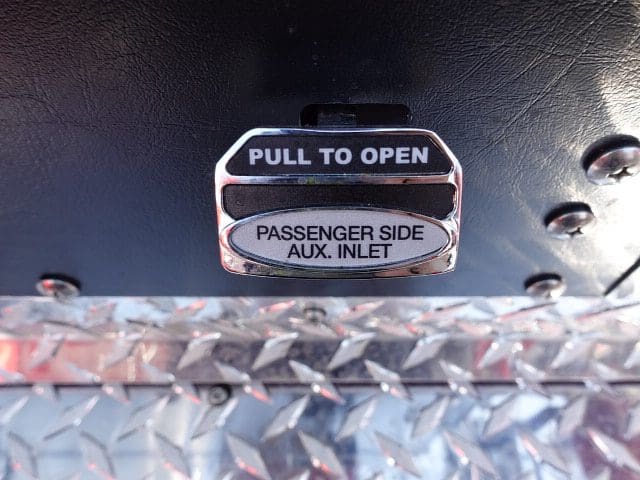 PULL TO OPEN
PASSENGER SIDE
AUX. INLET